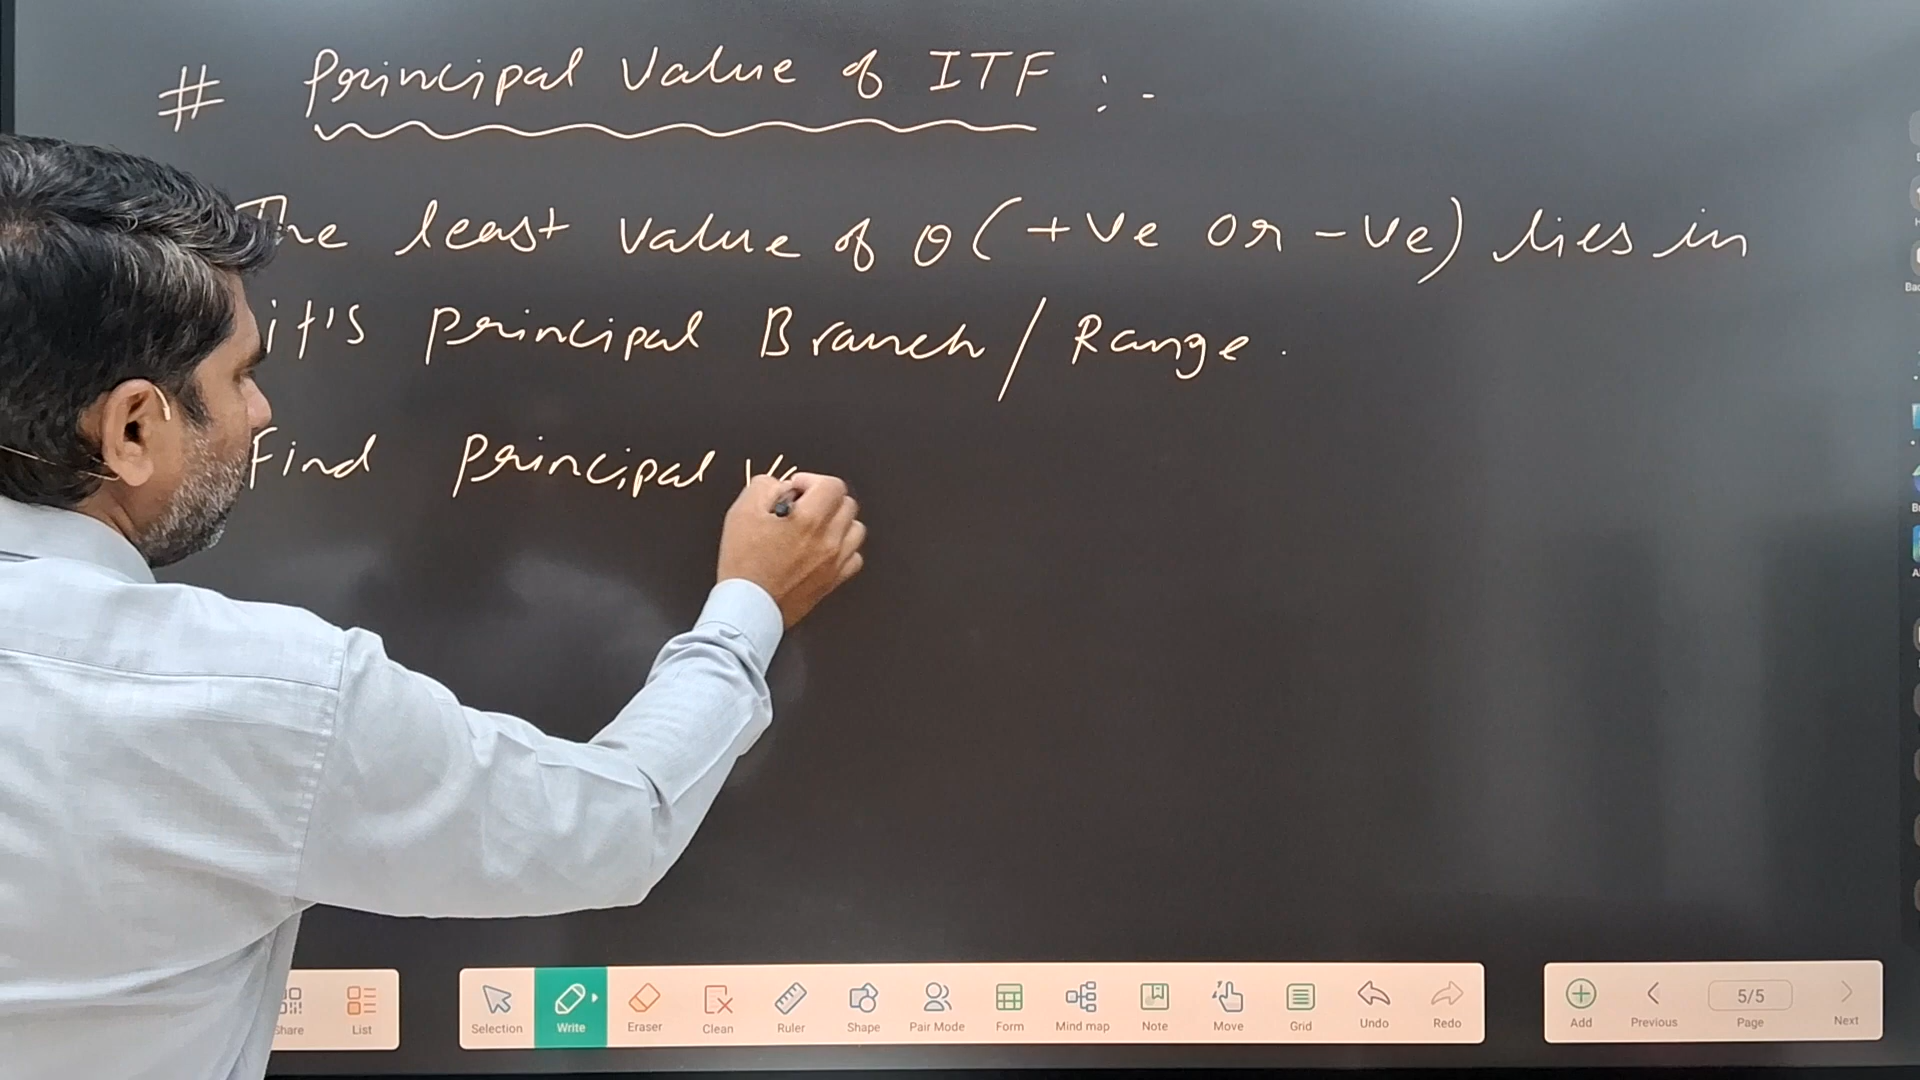 # Principal Value of ITF :-
The least value of θ (+ve or -ve) lies in
it's principal Branch / Range.
Find Principal Va
Share List Selection Write Eraser Clean Ruler Shape Pair Mode Form Mind map Note Move Grid Undo Redo Add Previous 5/5 Page Next